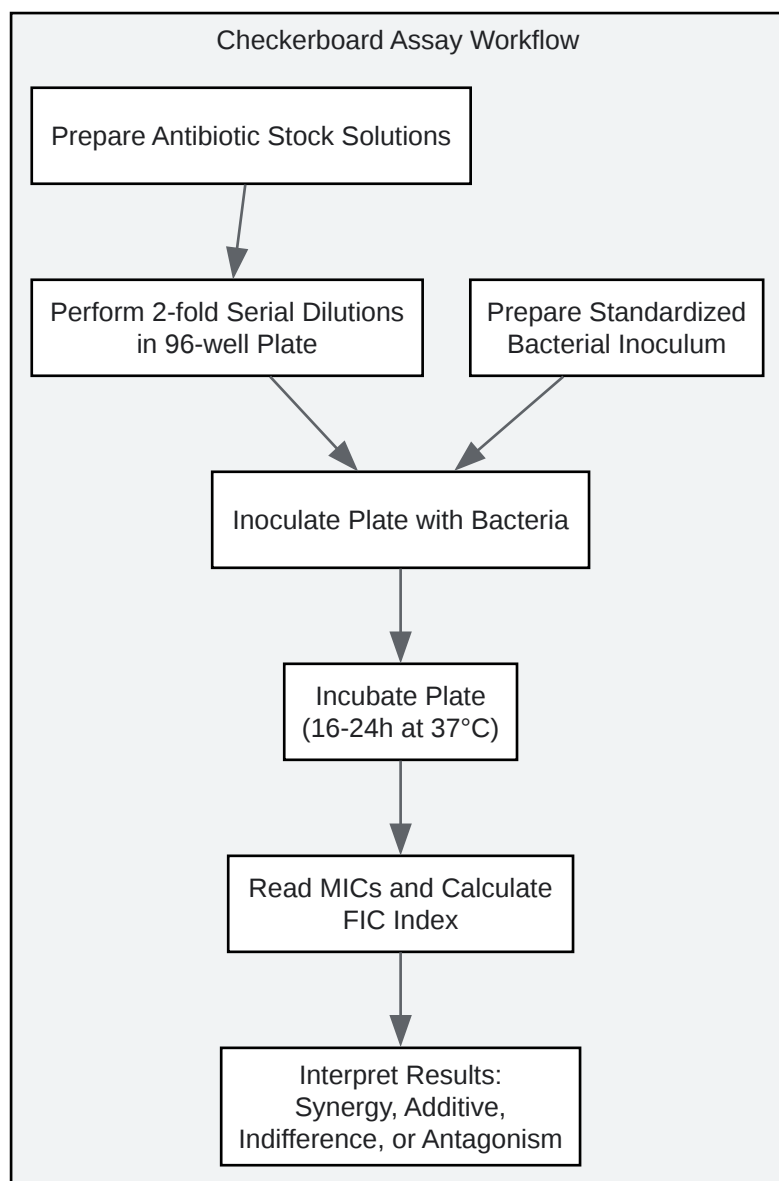 Checkerboard Assay Workflow
Prepare Antibiotic Stock Solutions
Perform 2-fold Serial Dilutions
in 96-well Plate
Prepare Standardized
Bacterial Inoculum
Inoculate Plate with Bacteria
Incubate Plate
(16-24h at 37°C)
Read MICs and Calculate
FIC Index
Interpret Results:
Synergy, Additive,
Indifference, or Antagonism